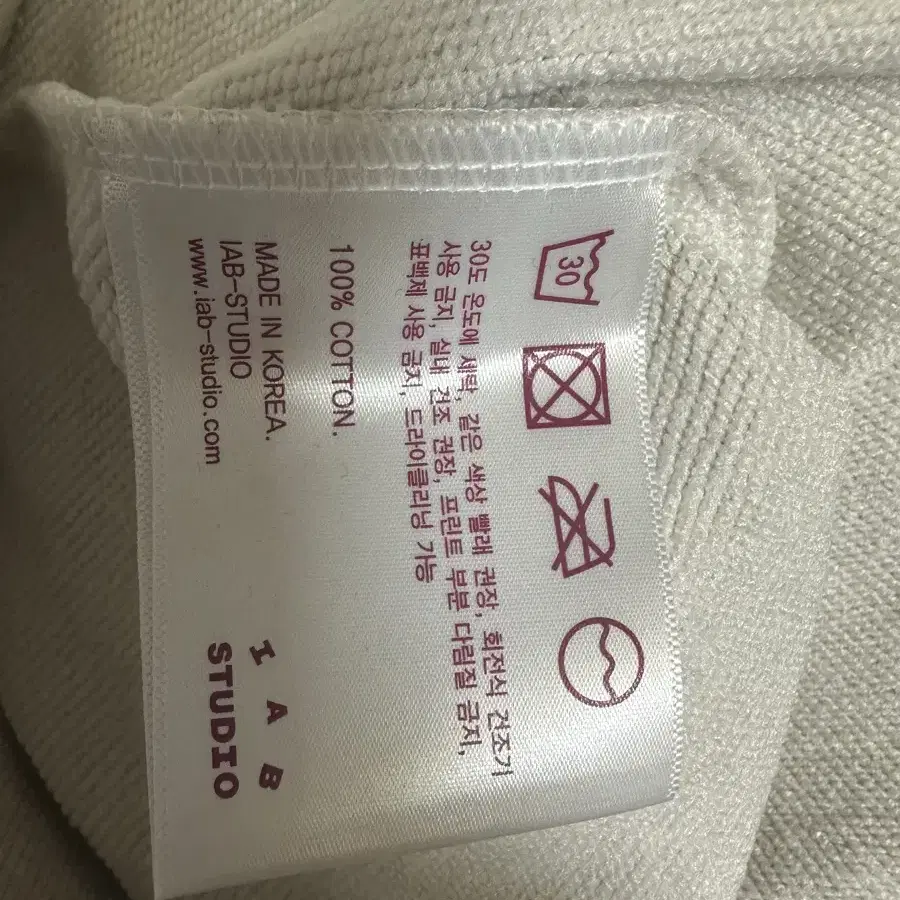 30
30도 온도에 세탁, 같은 색상 빨래 권장, 회전식 건조기
사용 금지, 실내 건조 권장, 프린트 부분 다림질 금지,
표백제 사용 금지, 드라이클리닝 가능
100% COTTON.
MADE IN KOREA.
IAB-STUDIO
www.iab-studio.com
I A B
STUDIO